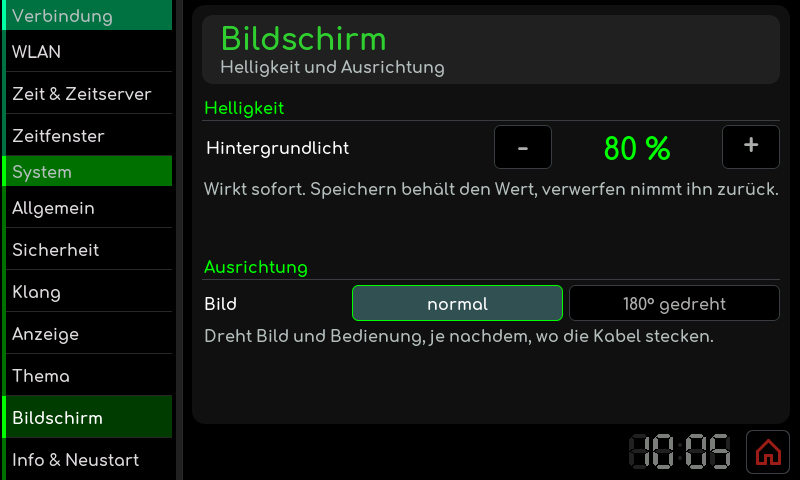 Verbindung
WLAN
Zeit & Zeitserver
Zeitfenster
System
Allgemein
Sicherheit
Klang
Anzeige
Thema
Bildschirm
Info & Neustart
Bildschirm
Helligkeit und Ausrichtung
Helligkeit
Hintergrundlicht - 80 % +
Wirkt sofort. Speichern behält den Wert, verwerfen nimmt ihn zurück.
Ausrichtung
Bild normal 180° gedreht
Dreht Bild und Bedienung, je nachdem, wo die Kabel stecken.
10:05